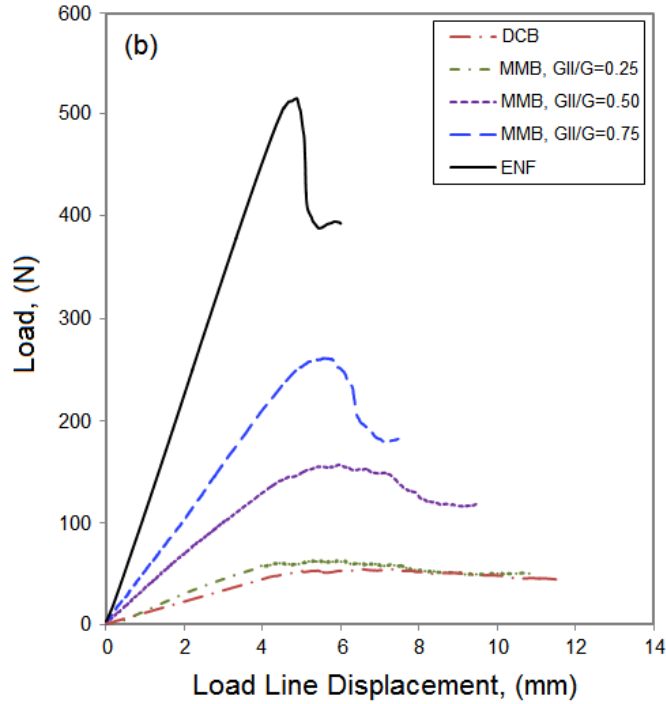 (b)
DCB
MMB, GII/G=0.25
MMB, GII/G=0.50
MMB, GII/G=0.75
ENF
600
500
400
300
200
100
0
0 2 4 6 8 10 12 14
Load, (N)
Load Line Displacement, (mm)